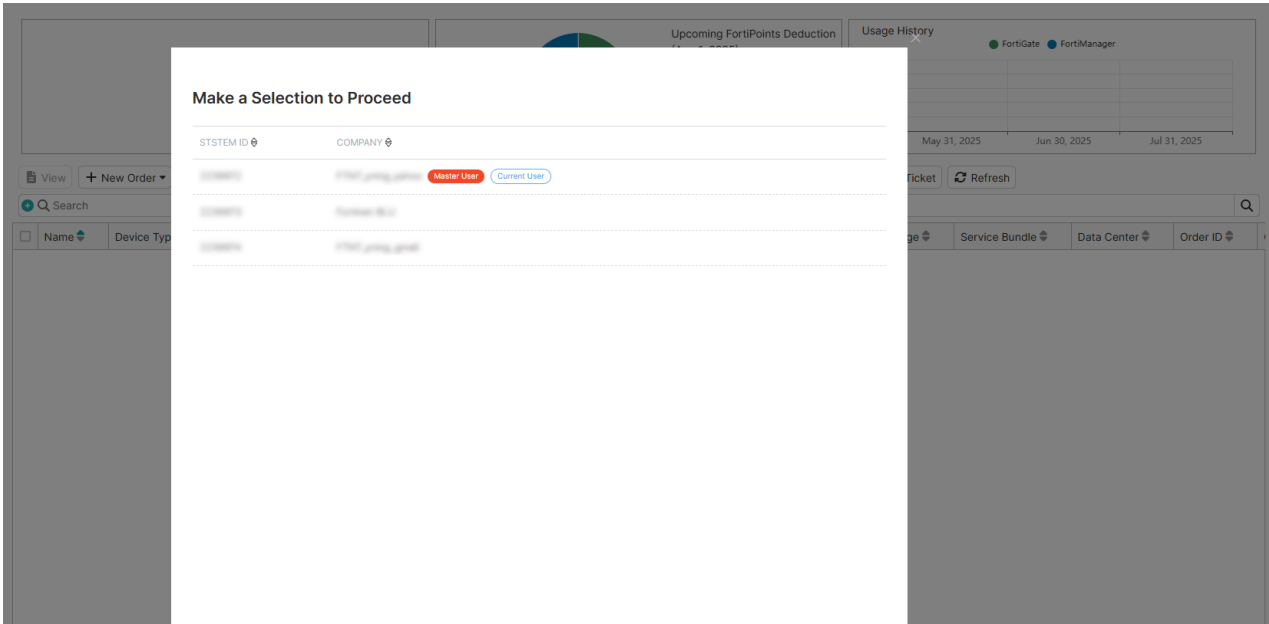 Upcoming FortiPoints Deduction
Usage History
FortiGate FortiManager
May 31, 2025 Jun 30, 2025 Jul 31, 2025
Make a Selection to Proceed
STSTEM ID COMPANY
Master User Current User
View New Order Ticket Refresh
Search
Name Device Typ ge Service Bundle Data Center Order ID